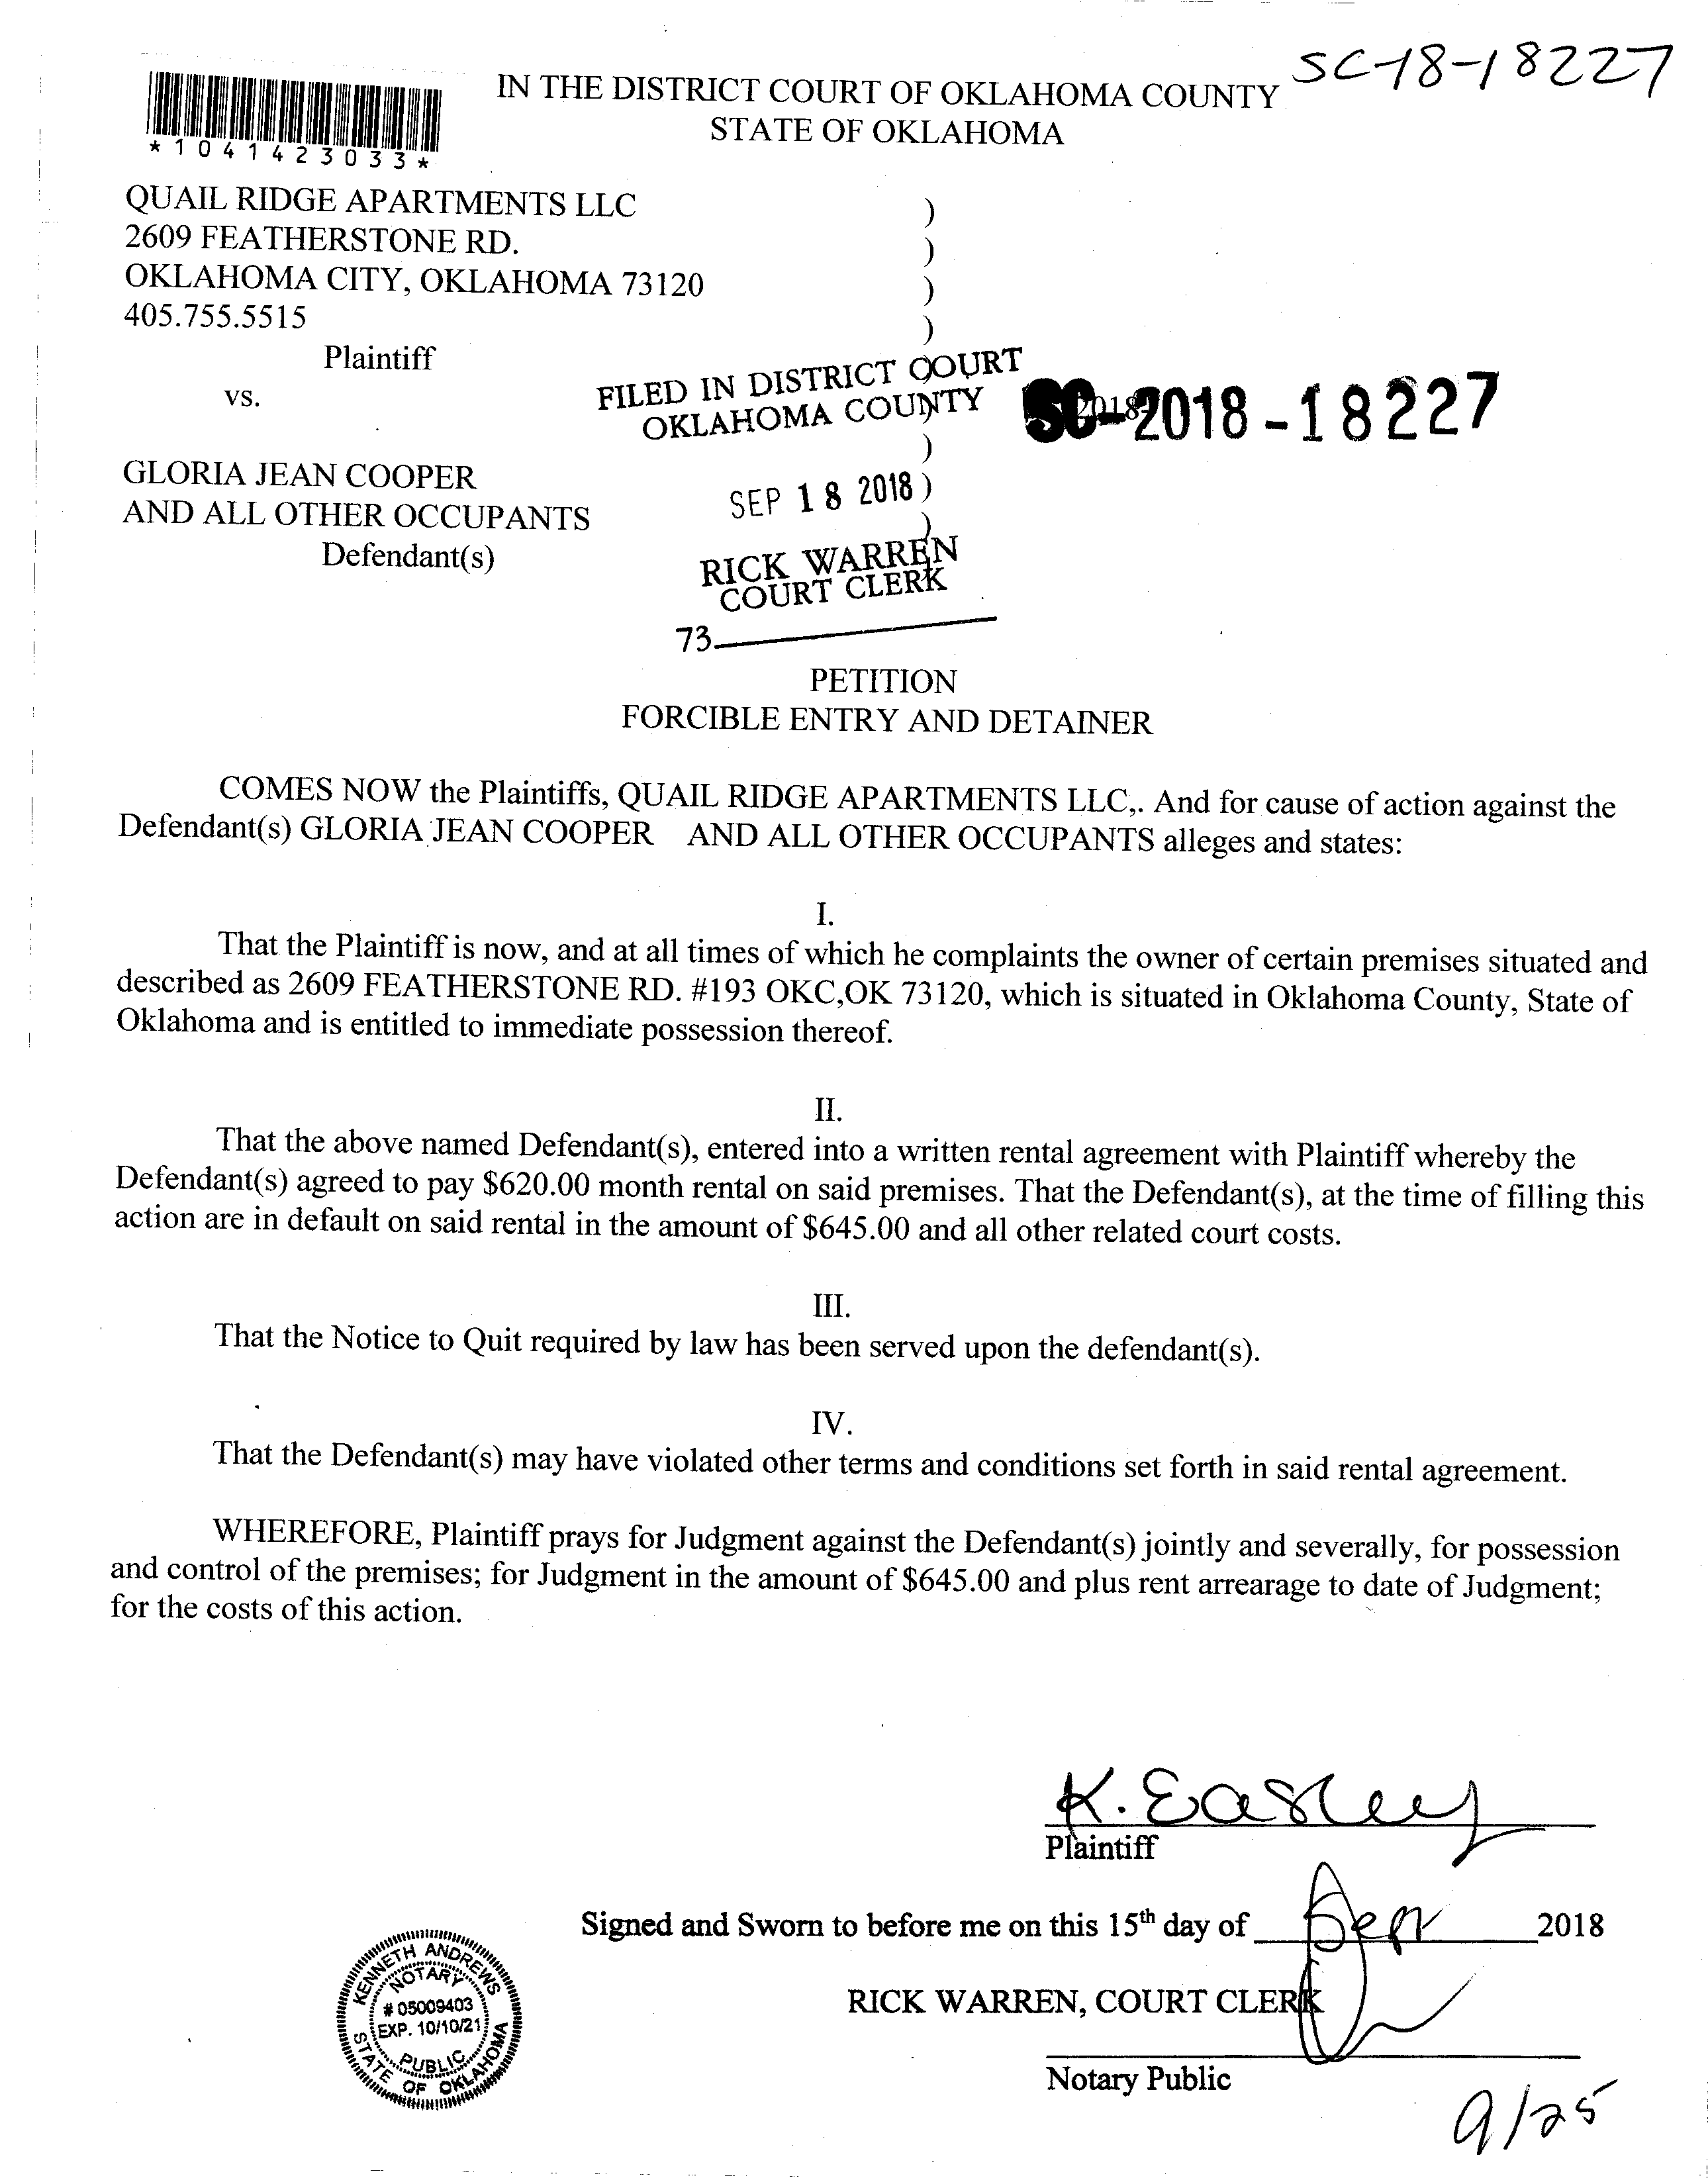 SC-18-18227
IN THE DISTRICT COURT OF OKLAHOMA COUNTY
STATE OF OKLAHOMA
*1041423033*
QUAIL RIDGE APARTMENTS LLC )
2609 FEATHERSTONE RD. )
OKLAHOMA CITY, OKLAHOMA 73120 )
405.755.5515 )
Plaintiff
vs.
FILED IN DISTRICT COURT
OKLAHOMA COUNTY
SC-2018-18227
)
GLORIA JEAN COOPER
AND ALL OTHER OCCUPANTS
Defendant(s)
SEP 18 2018 )
)
RICK WARREN
COURT CLERK
73
PETITION
FORCIBLE ENTRY AND DETAINER
COMES NOW the Plaintiffs, QUAIL RIDGE APARTMENTS LLC,. And for cause of action against the
Defendant(s) GLORIA JEAN COOPER AND ALL OTHER OCCUPANTS alleges and states:
I.
That the Plaintiff is now, and at all times of which he complaints the owner of certain premises situated and
described as 2609 FEATHERSTONE RD. #193 OKC,OK 73120, which is situated in Oklahoma County, State of
Oklahoma and is entitled to immediate possession thereof.
II.
That the above named Defendant(s), entered into a written rental agreement with Plaintiff whereby the
Defendant(s) agreed to pay $620.00 month rental on said premises. That the Defendant(s), at the time of filling this
action are in default on said rental in the amount of $645.00 and all other related court costs.
III.
That the Notice to Quit required by law has been served upon the defendant(s).
IV.
That the Defendant(s) may have violated other terms and conditions set forth in said rental agreement.
WHEREFORE, Plaintiff prays for Judgment against the Defendant(s) jointly and severally, for possession
and control of the premises; for Judgment in the amount of $645.00 and plus rent arrearage to date of Judgment;
for the costs of this action.
K. Easley
Plaintiff
Signed and Sworn to before me on this 15th day of Sep 2018
RICK WARREN, COURT CLERK
Notary Public
KENNETH ANDREWS
NOTARY
# 05009403
EXP. 10/10/21
PUBLIC
STATE OF OKLAHOMA
9/25